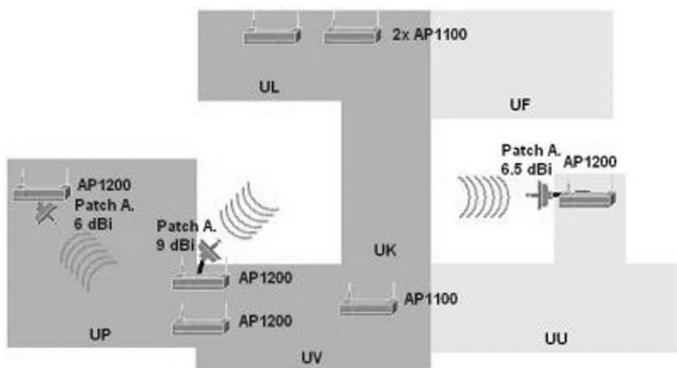 2x AP1100
UL
UF
Patch A.
6.5 dBi
AP1200
AP1200
Patch A.
6 dBi
Patch A.
9 dBi
UK
AP1200
AP1100
AP1200
UP
UV
UU